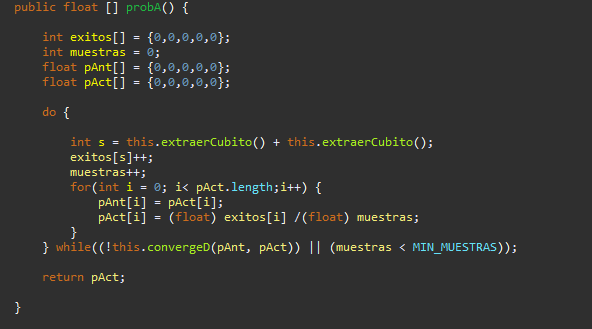 public float [] probA() {
int exitos[] = {0,0,0,0,0};
int muestras = 0;
float pAnt[] = {0,0,0,0,0};
float pAct[] = {0,0,0,0,0};
do {
int s = this.extraerCubito() + this.extraerCubito();
exitos[s]++;
muestras++;
for(int i = 0; i< pAct.length;i++) {
pAnt[i] = pAct[i];
pAct[i] = (float) exitos[i] /(float) muestras;
}
} while((!this.convergeD(pAnt, pAct)) || (muestras < MIN_MUESTRAS));
return pAct;
}